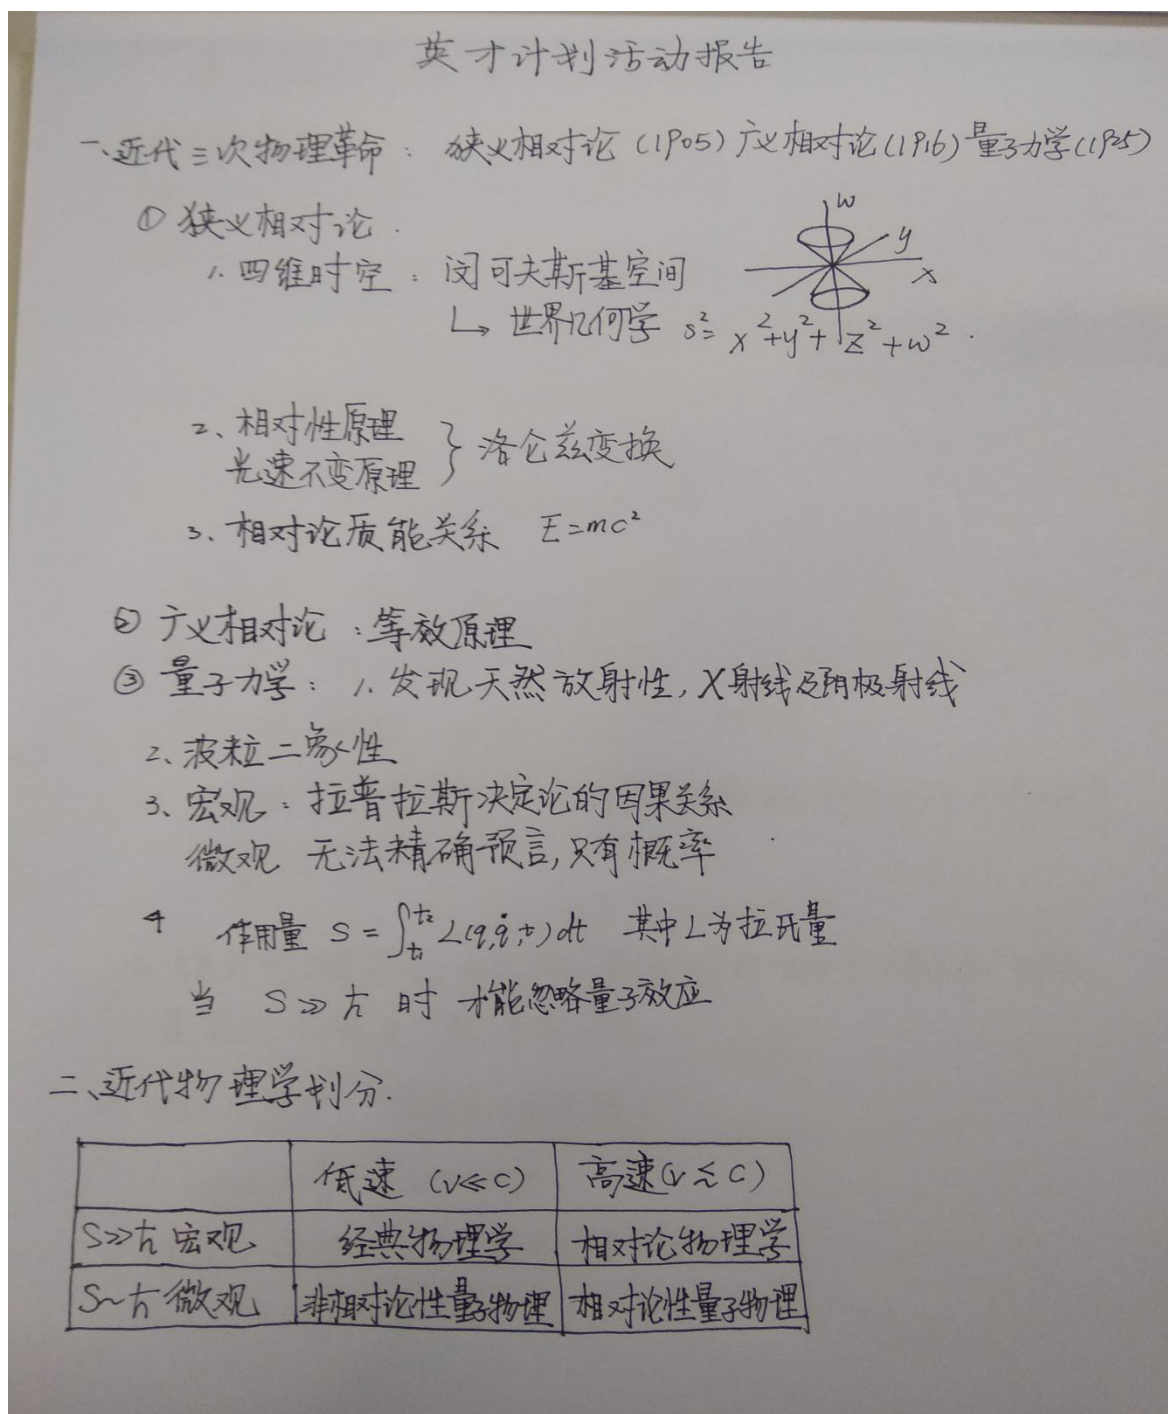 英才计划活动报告
一、近代三次物理革命： 狭义相对论（1905）广义相对论（1916）量子力学（1925）
① 狭义相对论.
w
y
x
1. 四维时空： 闵可夫斯基空间
↳ 世界几何学 s²= x²+y²+z²+w².
2、相对性原理
光速不变原理 } 洛仑兹变换
3. 相对论质能关系 E=mc²
② 广义相对论：等效原理
③ 量子力学： 1. 发现天然放射性，X射线及阴极射线
2、波粒二象性
3、宏观：拉普拉斯决定论的因果关系
微观 无法精确预言，只有概率
4 作用量 S = ∫_{t₁}^{t₂} L(q,q̇,t)dt 其中L为拉氏量
当 S≫ħ 时 才能忽略量子效应
二、近代物理学划分.
低速（v≪c） 高速（v≲c）
S≫ħ 宏观 经典物理学 相对论物理学
S~ħ 微观 非相对论性量子物理 相对论性量子物理